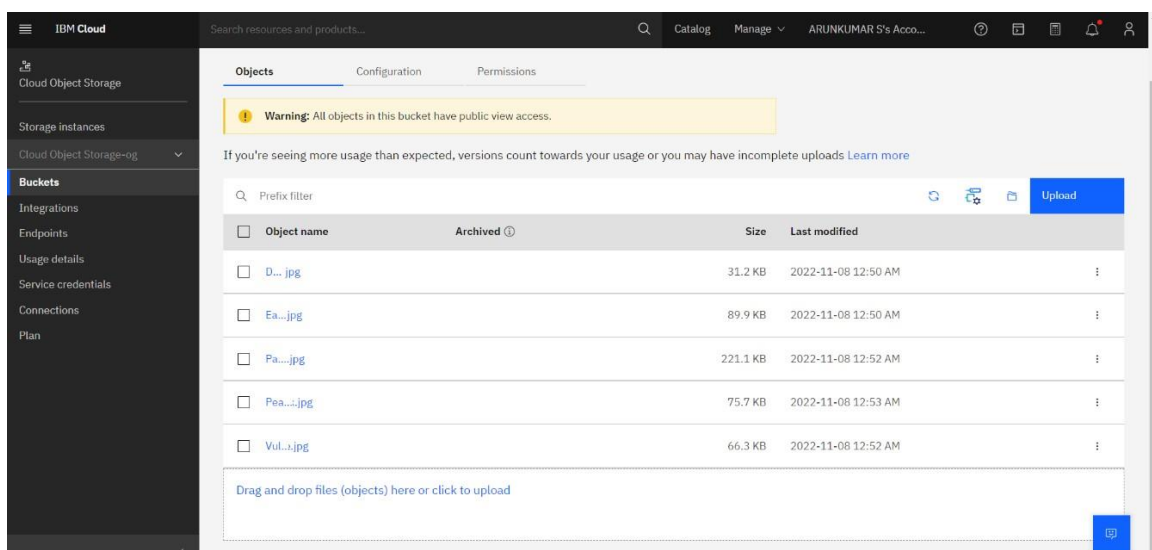 IBM Cloud
Search resources and products...
Catalog
Manage
ARUNKUMAR S's Acco...
Cloud Object Storage
Storage instances
Cloud Object Storage-og
Buckets
Integrations
Endpoints
Usage details
Service credentials
Connections
Plan
Objects
Configuration
Permissions
Warning: All objects in this bucket have public view access.
If you're seeing more usage than expected, versions count towards your usage or you may have incomplete uploads Learn more
Prefix filter
Upload
Object name Archived Size Last modified
D... jpg 31.2 KB 2022-11-08 12:50 AM
Ea...jpg 89.9 KB 2022-11-08 12:50 AM
Pa....jpg 221.1 KB 2022-11-08 12:52 AM
Pea...:.jpg 75.7 KB 2022-11-08 12:53 AM
Vul...jpg 66.3 KB 2022-11-08 12:52 AM
Drag and drop files (objects) here or click to upload